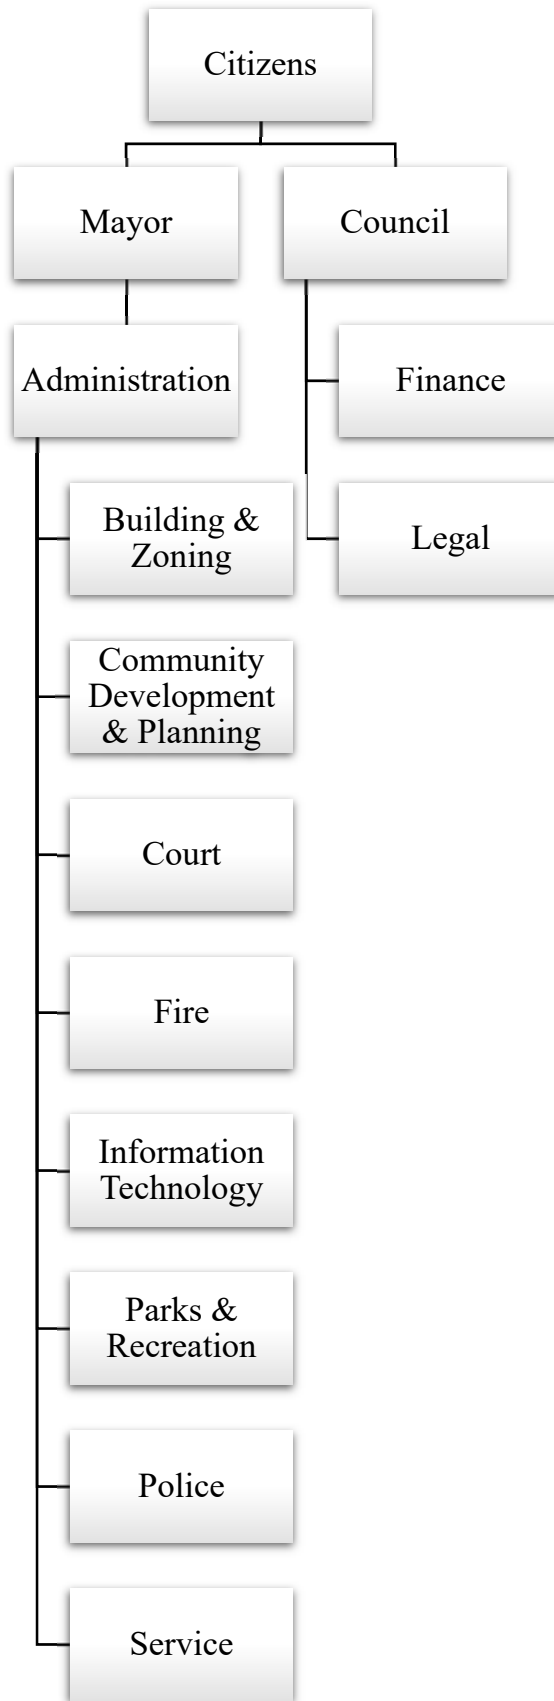 Citizens
Mayor
Council
Administration
Finance
Building &
Zoning
Legal
Community
Development
& Planning
Court
Fire
Information
Technology
Parks &
Recreation
Police
Service